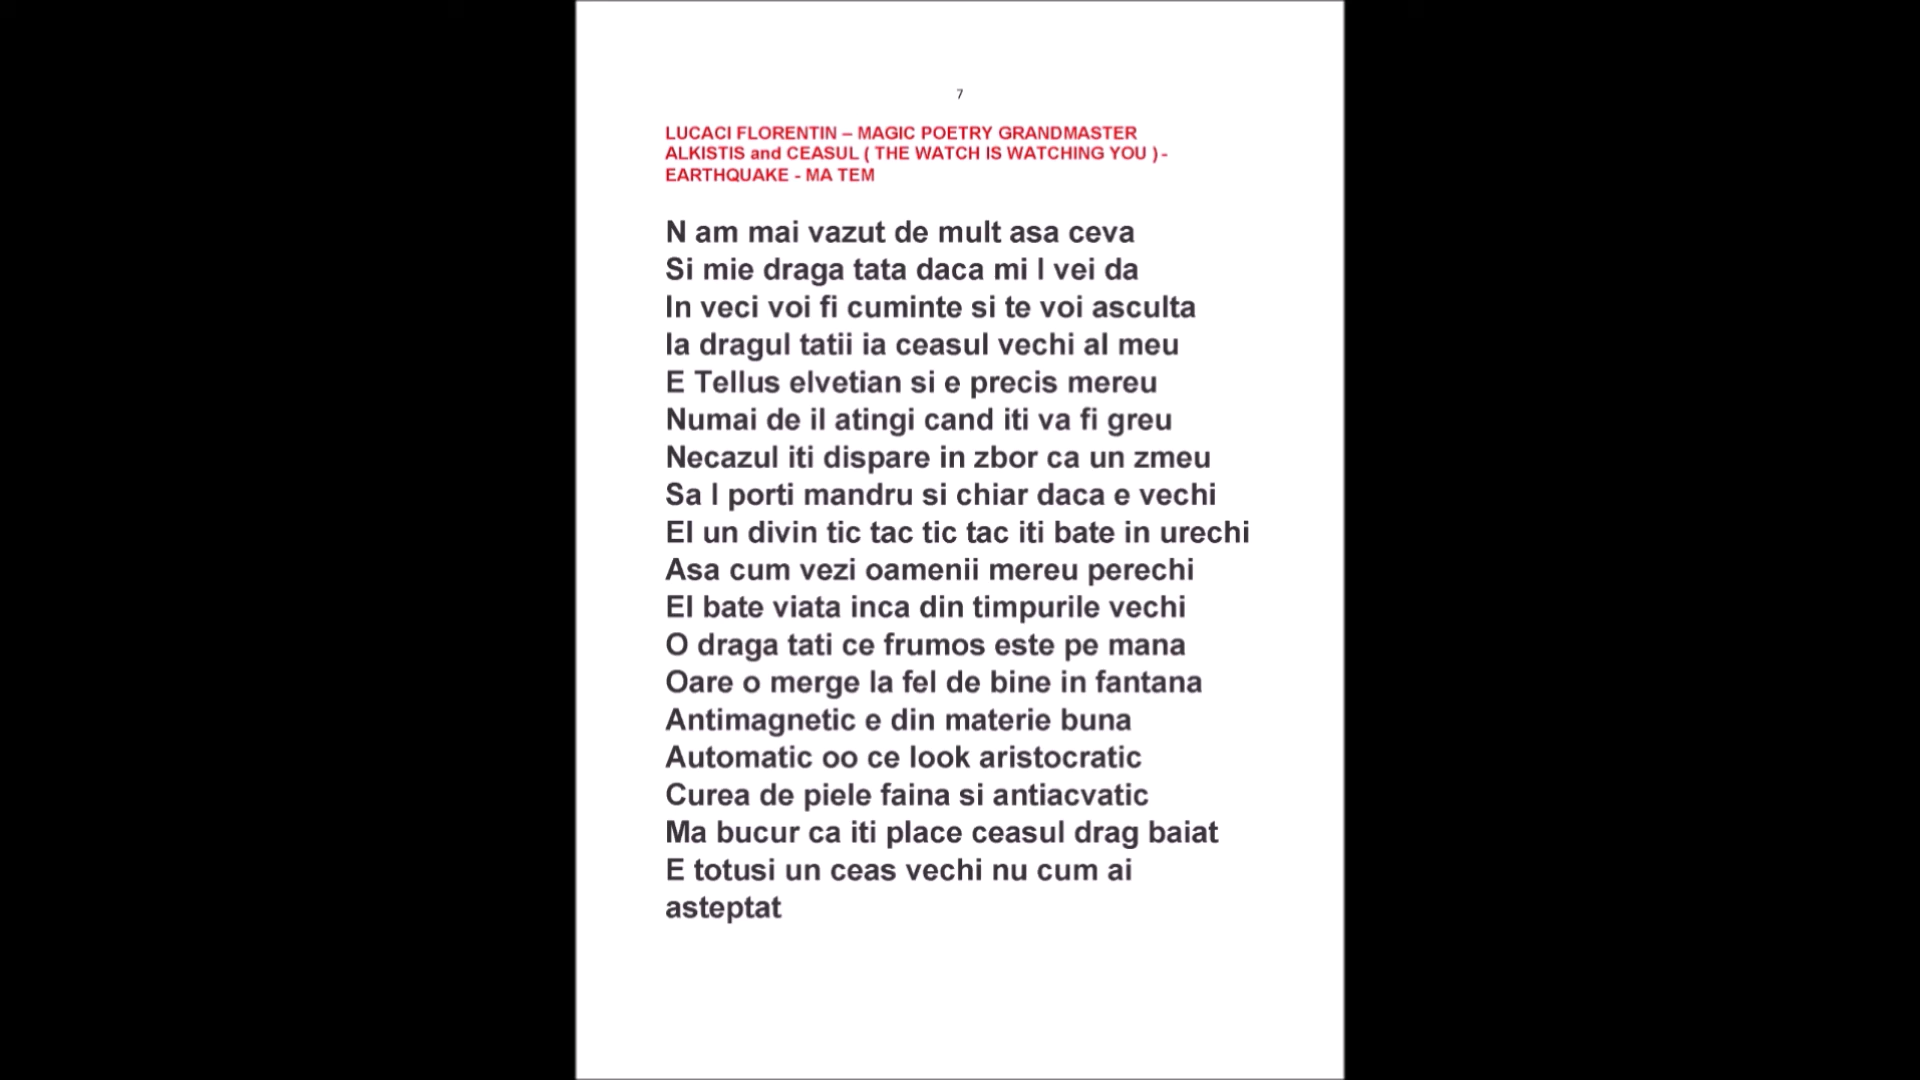 7
LUCACI FLORENTIN – MAGIC POETRY GRANDMASTER
ALKISTIS and CEASUL ( THE WATCH IS WATCHING YOU ) -
EARTHQUAKE - MA TEM
N am mai vazut de mult asa ceva
Si mie draga tata daca mi l vei da
In veci voi fi cuminte si te voi asculta
Ia dragul tatii ia ceasul vechi al meu
E Tellus elvetian si e precis mereu
Numai de il atingi cand iti va fi greu
Necazul iti dispare in zbor ca un zmeu
Sa l porti mandru si chiar daca e vechi
El un divin tic tac tic tac iti bate in urechi
Asa cum vezi oamenii mereu perechi
El bate viata inca din timpurile vechi
O draga tati ce frumos este pe mana
Oare o merge la fel de bine in fantana
Antimagnetic e din materie buna
Automatic oo ce look aristocratic
Curea de piele faina si antiacvatic
Ma bucur ca iti place ceasul drag baiat
E totusi un ceas vechi nu cum ai
asteptat